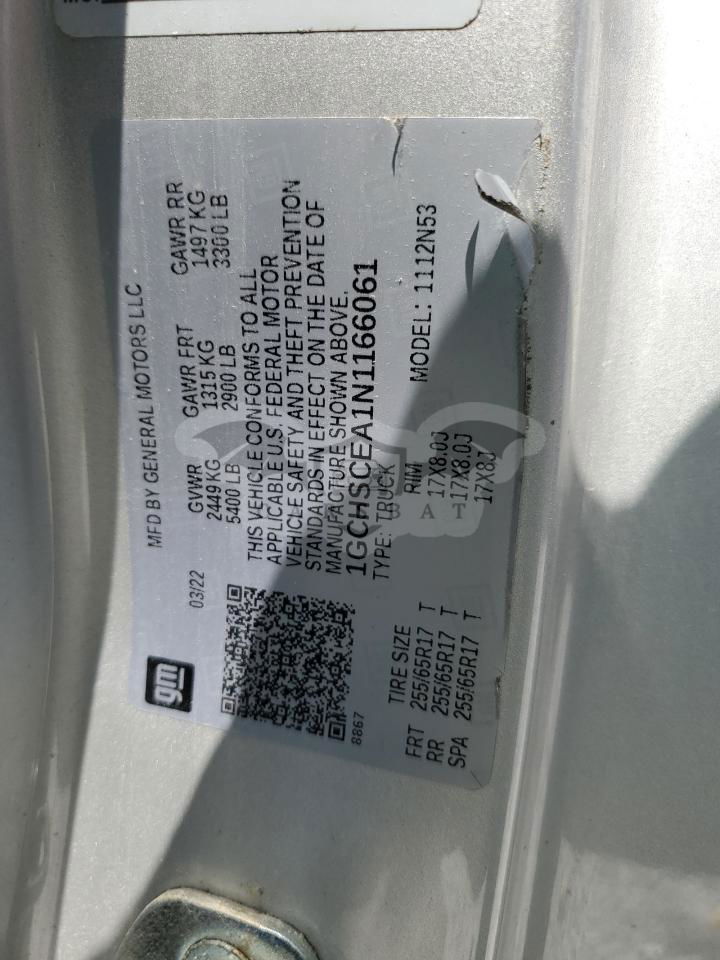 gm
MFD BY GENERAL MOTORS LLC
03/22
GVWR GAWR FRT GAWR RR
2449 KG 1315 KG 1497 KG
5400 LB 2900 LB 3300 LB
THIS VEHICLE CONFORMS TO ALL
APPLICABLE U.S. FEDERAL MOTOR
VEHICLE SAFETY AND THEFT PREVENTION
STANDARDS IN EFFECT ON THE DATE OF
MANUFACTURE SHOWN ABOVE.
1GCHSCEA1N1166061
8867
TYPE: TRUCK MODEL: 1112N53
TIRE SIZE RIM
FRT 255/65R17 T 17X8.0J
RR 255/65R17 T 17X8.0J
SPA 255/65R17 T 17X8J
BAT